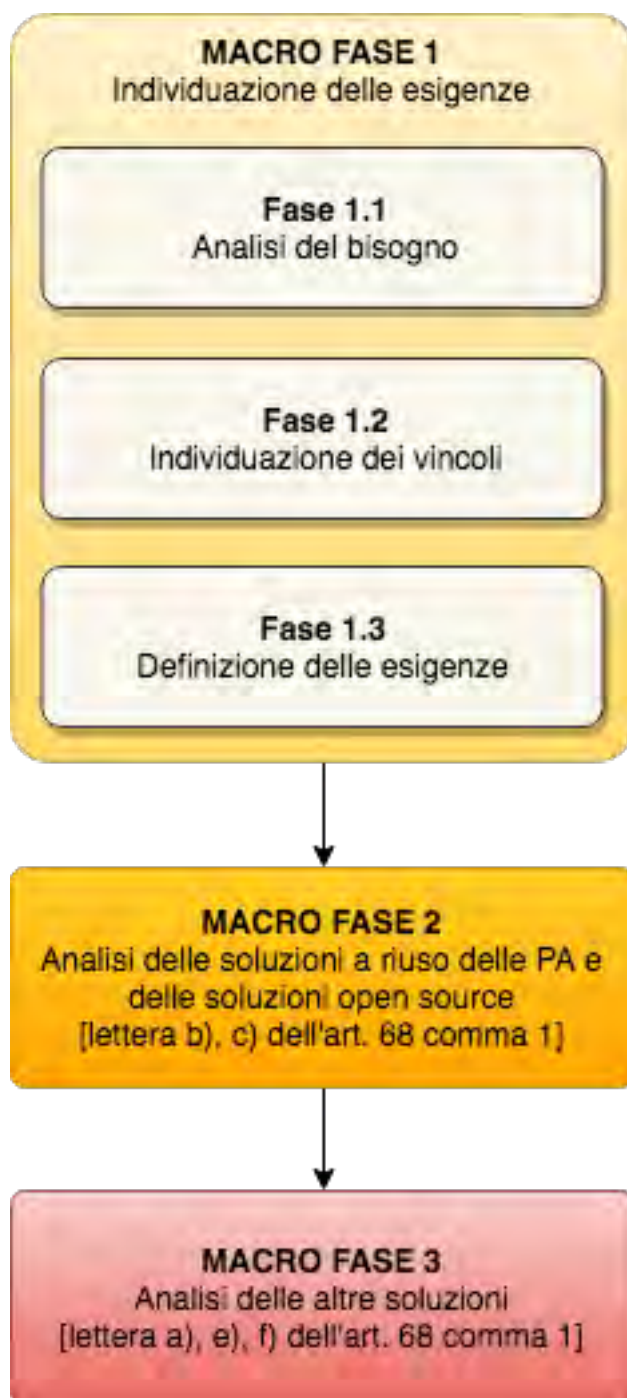 MACRO FASE 1
Individuazione delle esigenze
Fase 1.1
Analisi del bisogno
Fase 1.2
Individuazione dei vincoli
Fase 1.3
Definizione delle esigenze
MACRO FASE 2
Analisi delle soluzioni a riuso delle PA e
delle soluzioni open source
[lettera b), c) dell'art. 68 comma 1]
MACRO FASE 3
Analisi delle altre soluzioni
[lettera a), e), f) dell'art. 68 comma 1]